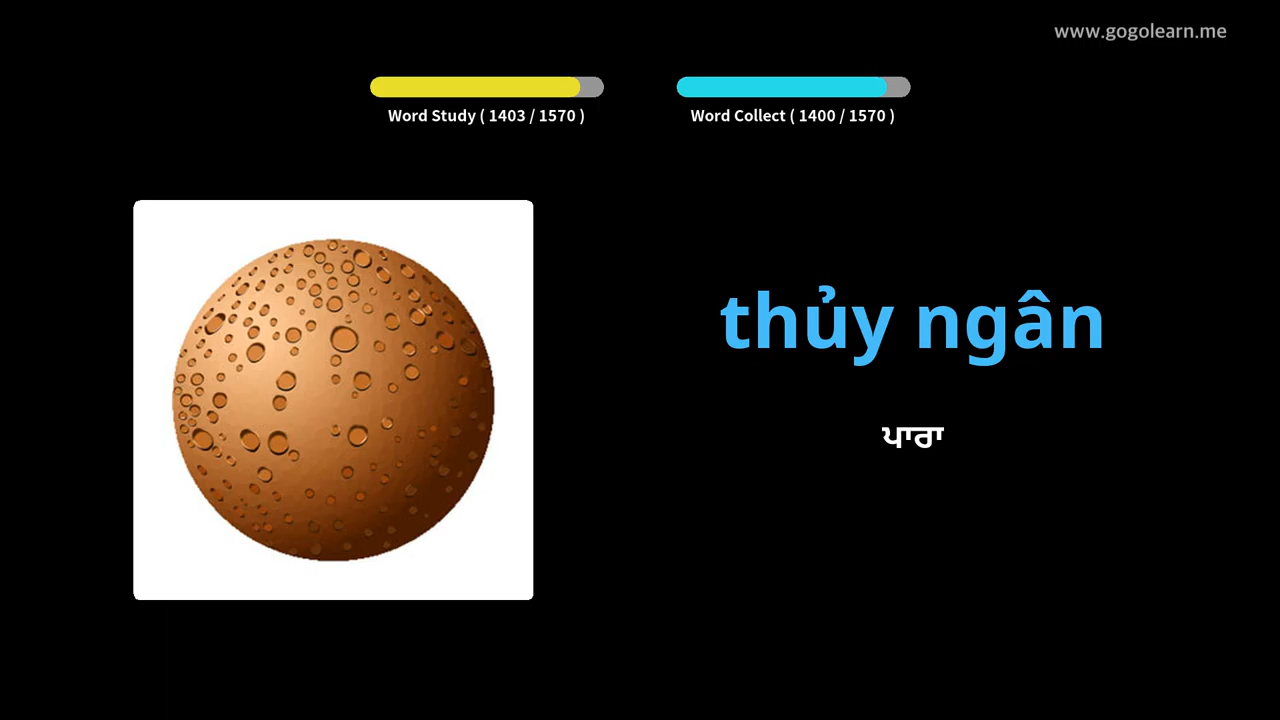 www.gogolearn.me
Word Study ( 1403 / 1570 )
Word Collect ( 1400 / 1570 )
thủy ngân
ਪਾਰਾ